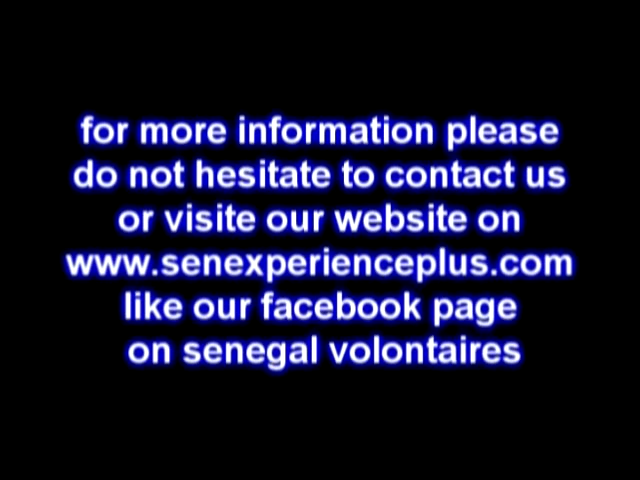 for more information please
do not hesitate to contact us
or visite our website on
www.senexperienceplus.com
like our facebook page
on senegal volontaires